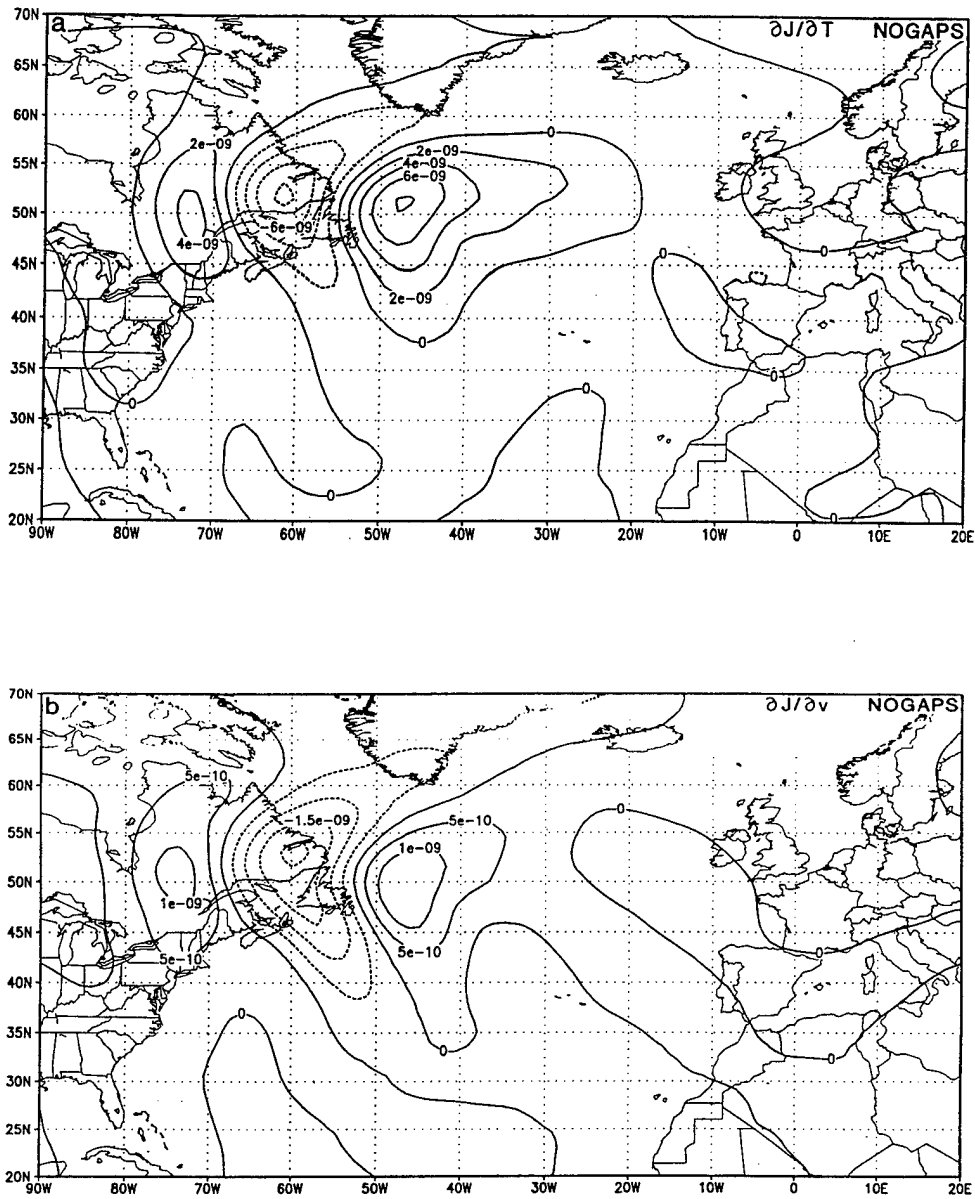 a
∂J/∂T NOGAPS
70N
65N
60N
55N
50N
45N
40N
35N
30N
25N
20N
2e-09
4e-09
-6e-09
2e-09
4e-09
6e-09
2e-09
0
0
0
0
0
0
0
0
0
90W 80W 70W 60W 50W 40W 30W 20W 10W 0 10E 20E
b
∂J/∂v NOGAPS
70N
65N
60N
55N
50N
45N
40N
35N
30N
25N
20N
5e-10
-1.5e-09
5e-10
1e-09
1e-09
5e-10
5e-10
0
0
0
0
90W 80W 70W 60W 50W 40W 30W 20W 10W 0 10E 20E